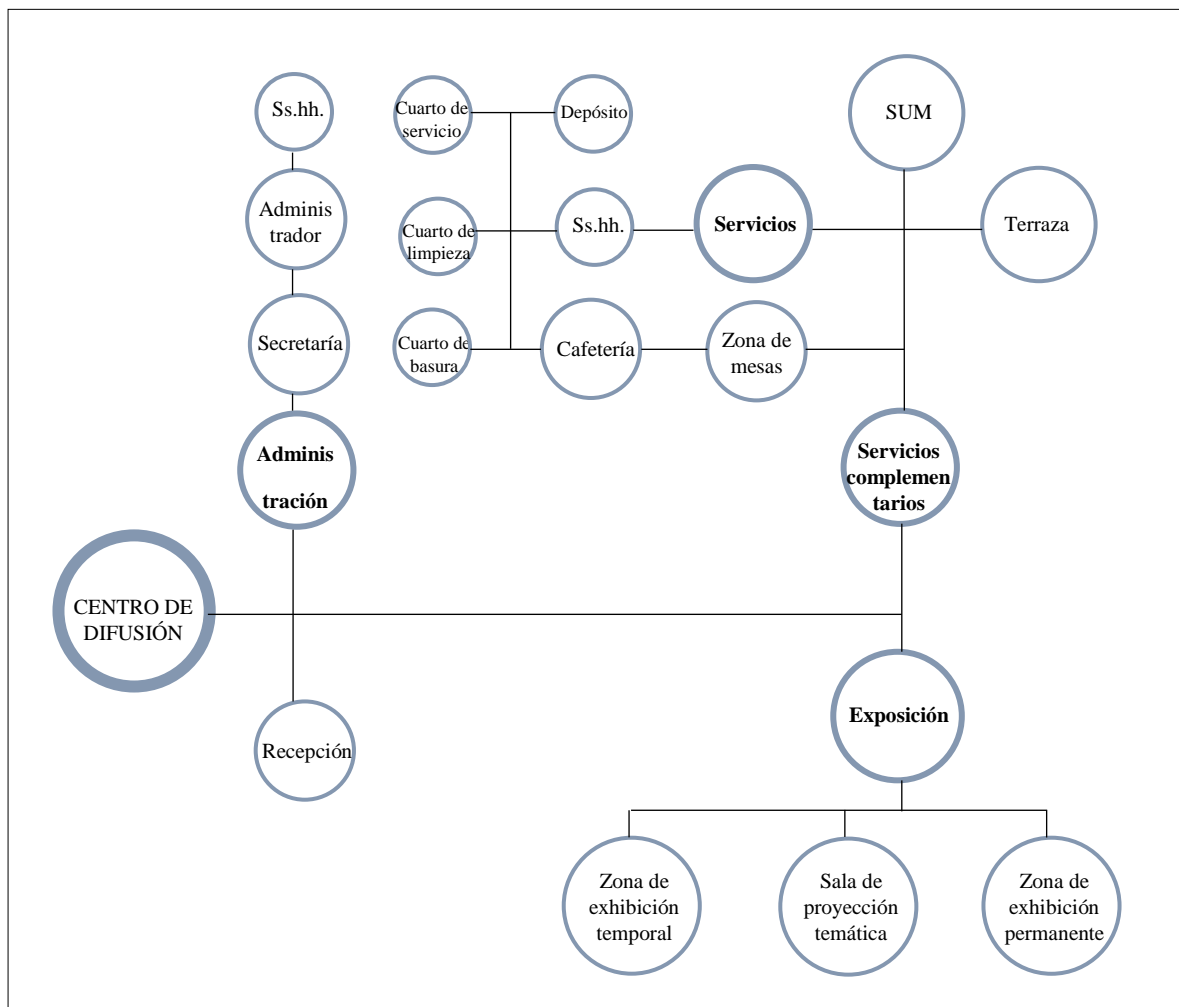 Ss.hh.
Cuarto de
servicio
Depósito
SUM
Adminis
trador
Cuarto de
limpieza
Ss.hh.
Servicios
Terraza
Secretaría
Cuarto de
basura
Cafetería
Zona de
mesas
Adminis
tración
Servicios
complemen
tarios
CENTRO DE
DIFUSIÓN
Recepción
Exposición
Zona de
exhibición
temporal
Sala de
proyección
temática
Zona de
exhibición
permanente